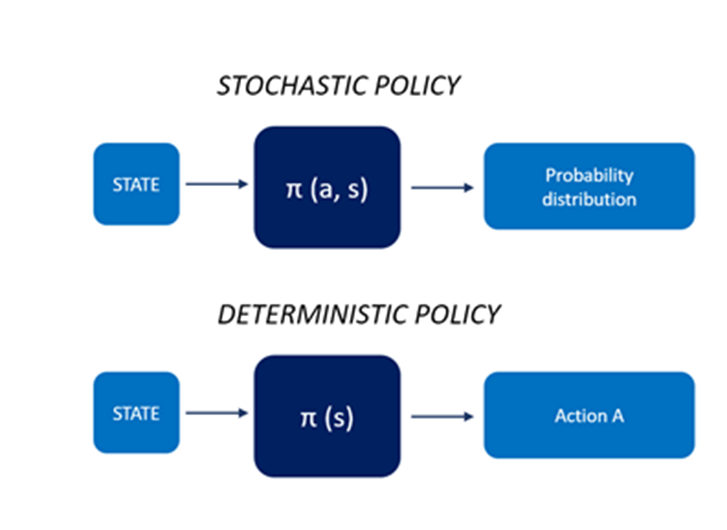 STOCHASTIC POLICY
STATE
π (a, s)
Probability
distribution
DETERMINISTIC POLICY
STATE
π (s)
Action A